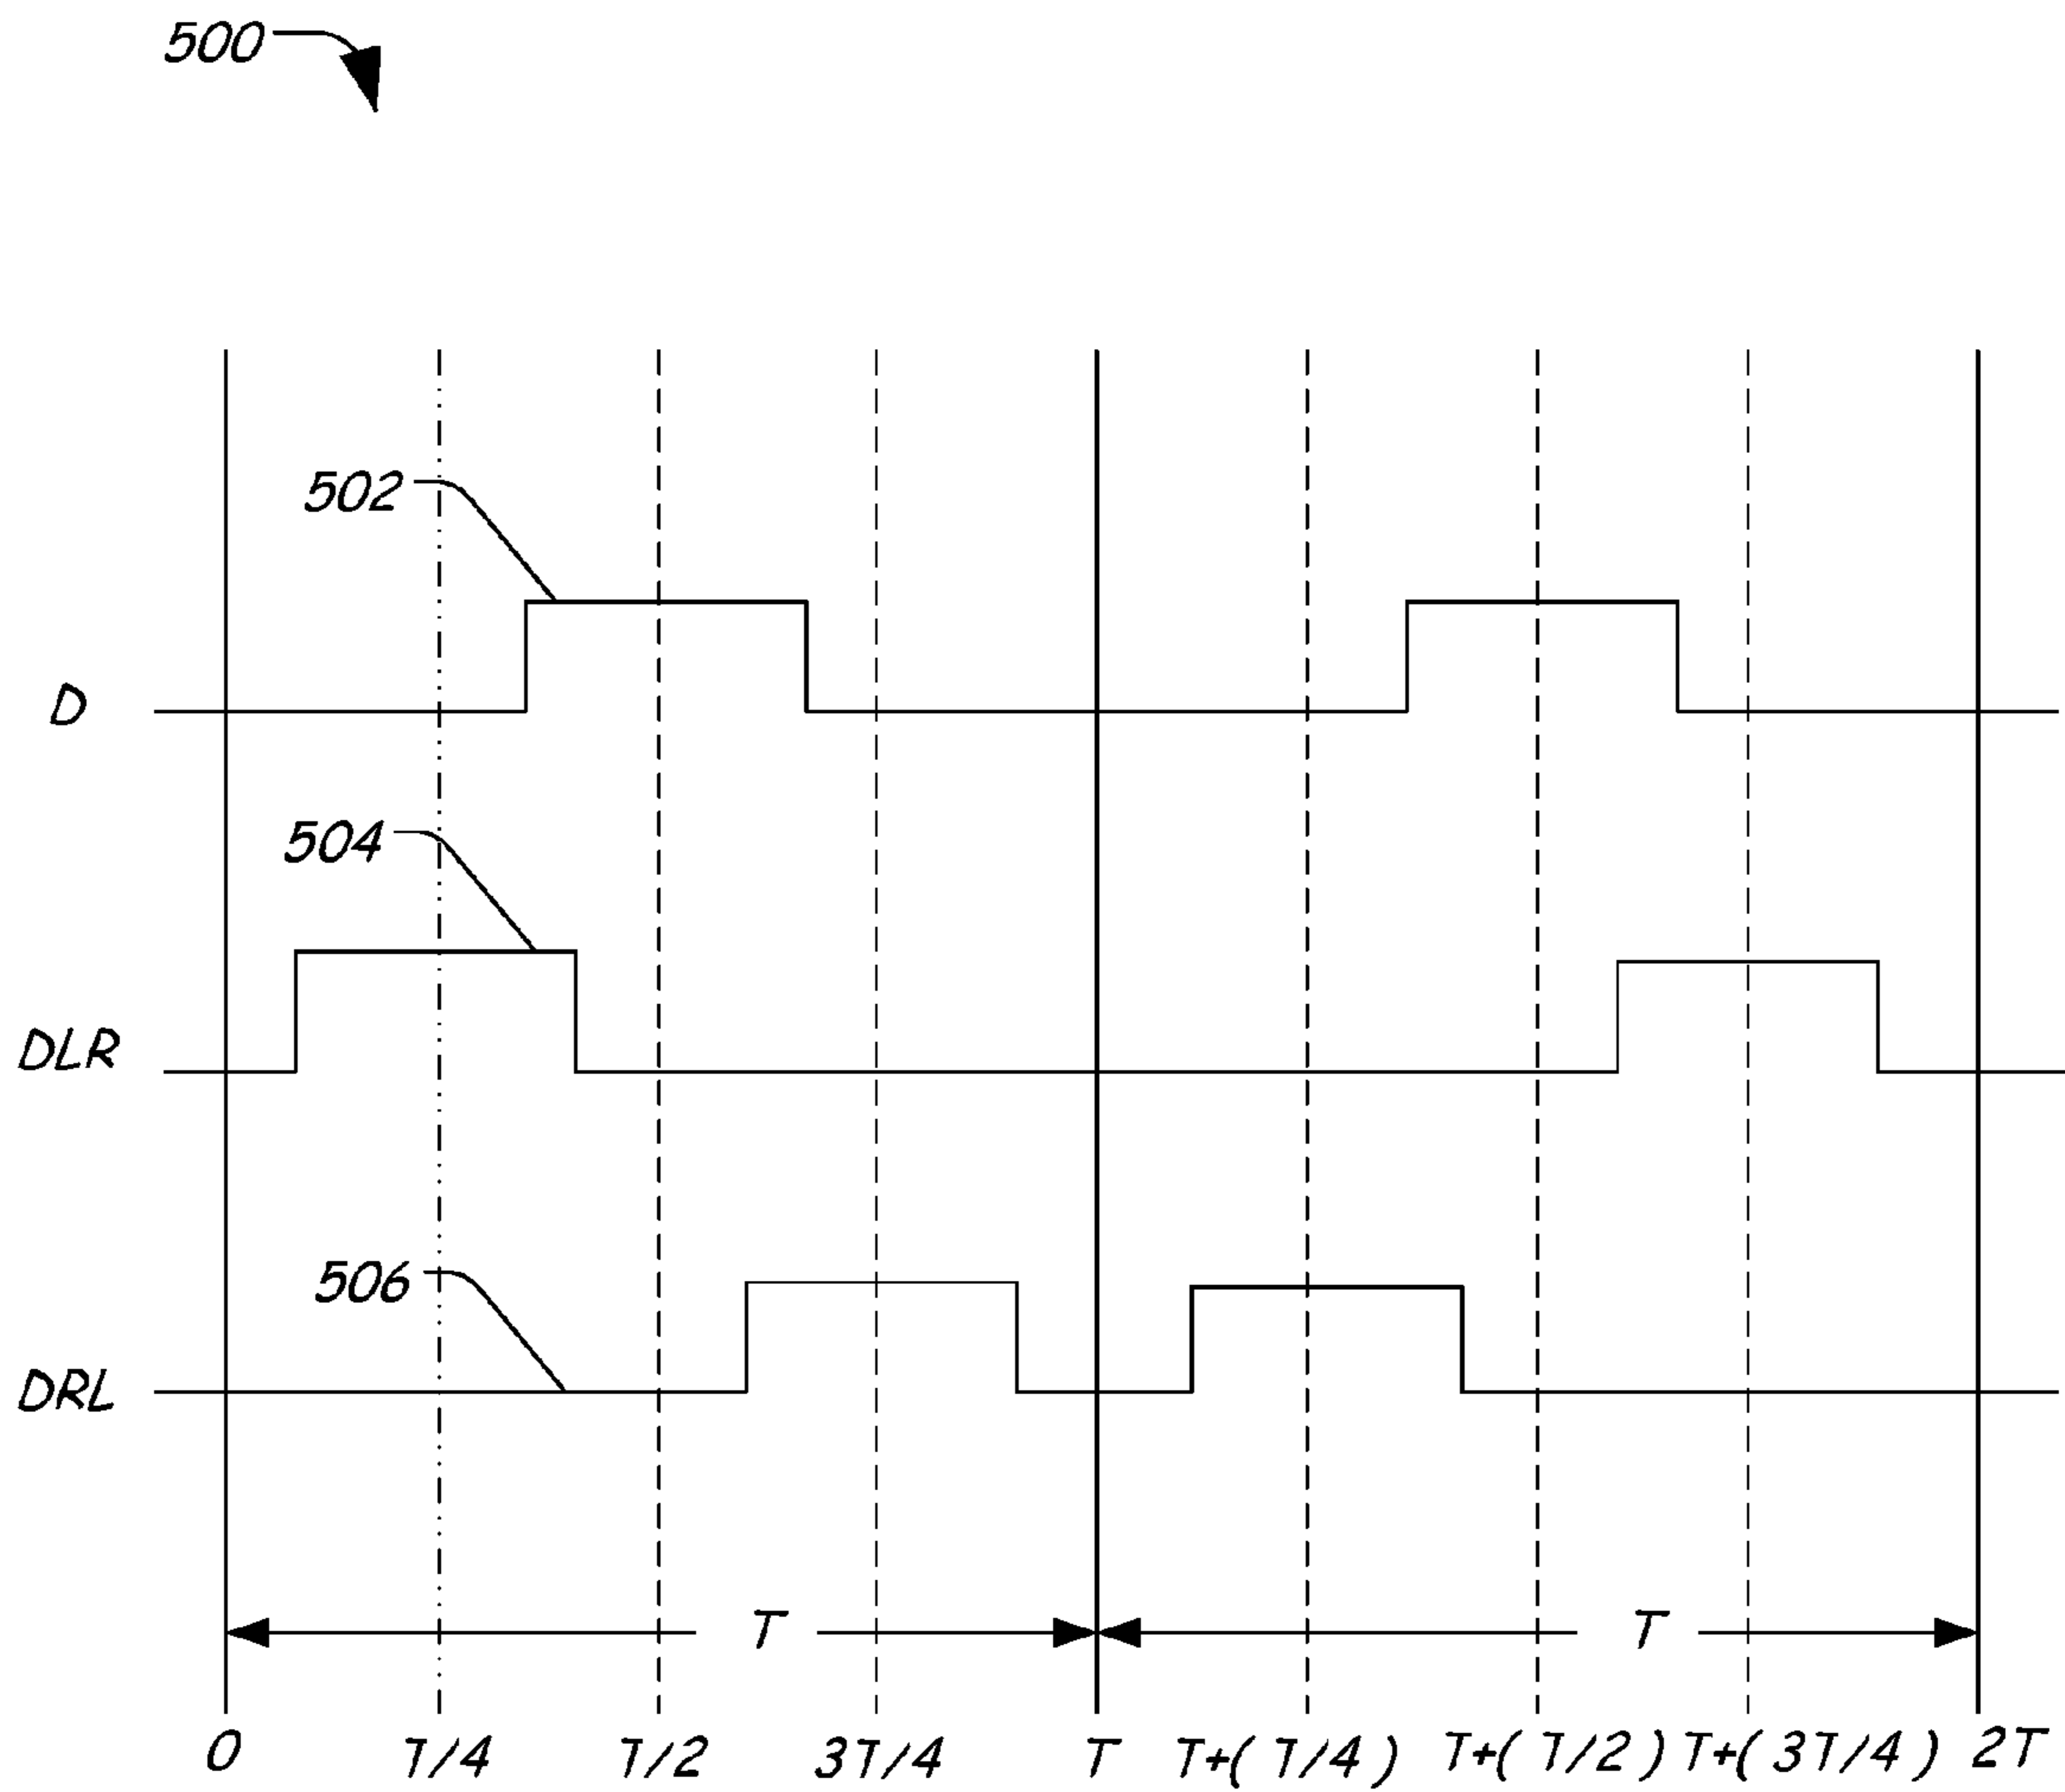 500
502
D
504
DLR
506
DRL
T T
0 T/4 T/2 3T/4 T T+(T/4) T+(T/2) T+(3T/4) 2T